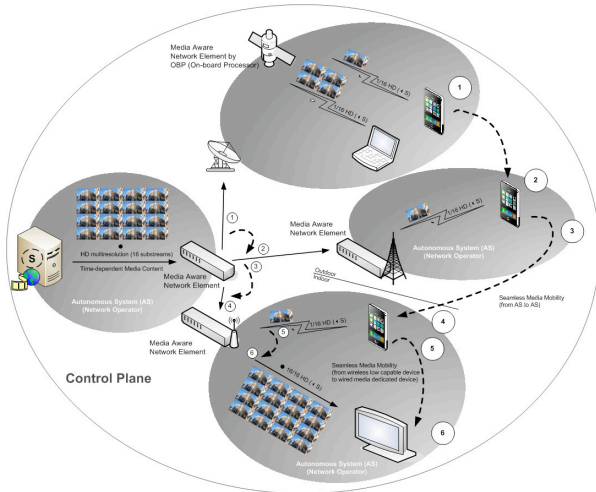 Media Aware
Network Element by
OBP (On-board Processor)
1/16 HD (♦ S)
1/16 HD (♦ S)
1
2
1/16 HD (♦ S)
Autonomous System (AS)
(Network Operator)
3
Media Aware
Network Element
1
2
3
4
S
HD multiresolution (16 substreams)
Time-dependent Media Content
Autonomous System (AS)
(Network Operator)
Media Aware
Network Element
Outdoor
Indoor
Seamless Media Mobility
(from AS to AS)
Media Aware
Network Element
1/16 HD (♦ S)
5
6
16/16 HD (♦ S)
4
5
Seamless Media Mobility
(from wireless low capable device
to wired media dedicated device)
6
Control Plane
Autonomous System (AS)
(Network Operator)